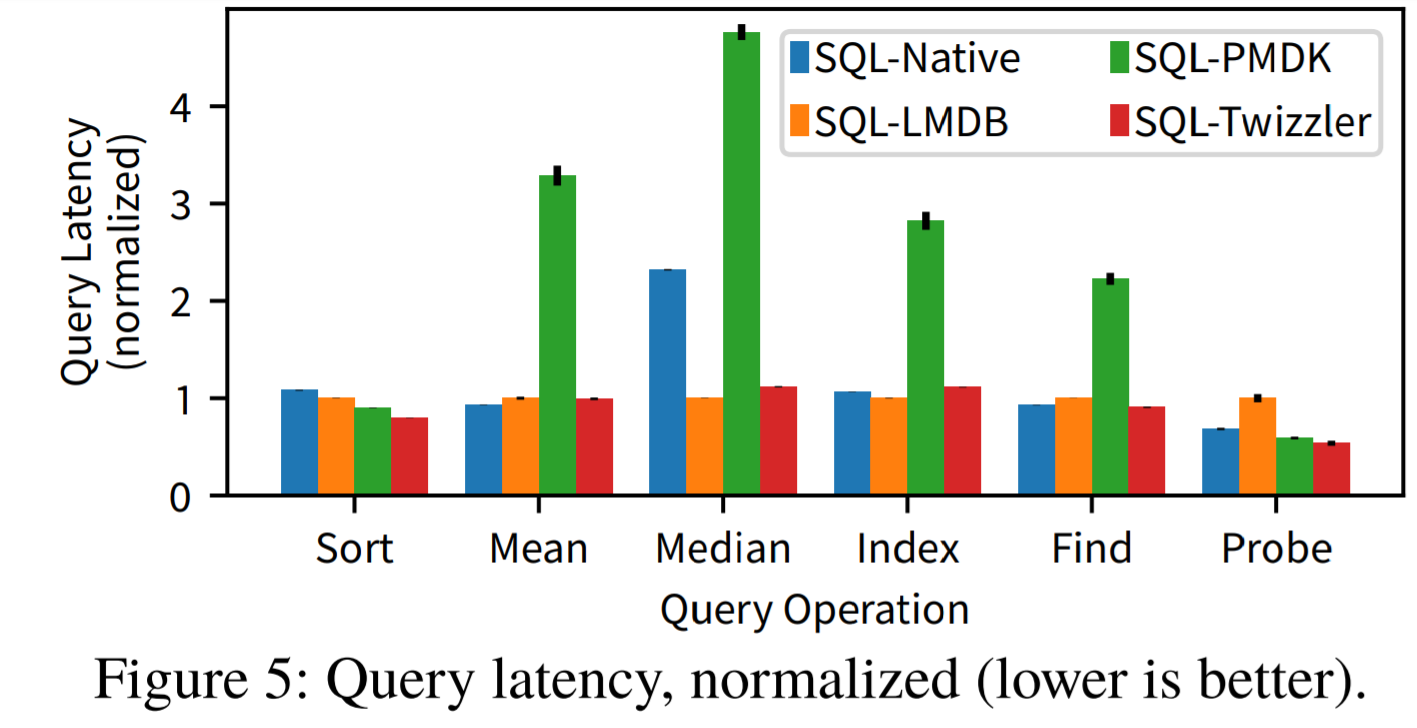 SQL-Native SQL-PMDK
SQL-LMDB SQL-Twizzler
Query Latency
(normalized)
4
3
2
1
0
Sort Mean Median Index Find Probe
Query Operation
Figure 5: Query latency, normalized (lower is better).